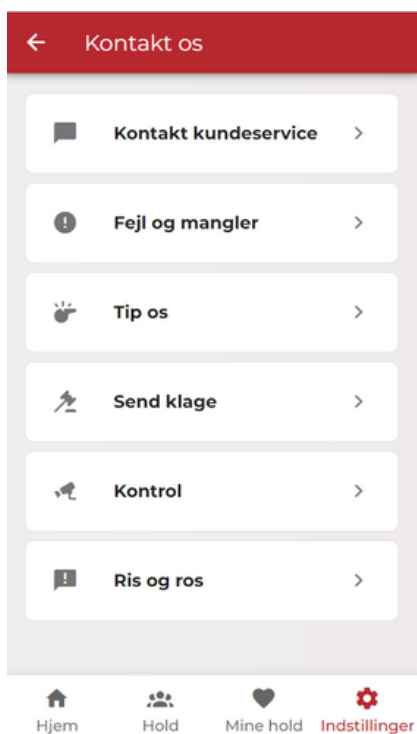 Kontakt os
Kontakt kundeservice
Fejl og mangler
Tip os
Send klage
Kontrol
Ris og ros
Hjem Hold Mine hold Indstillinger